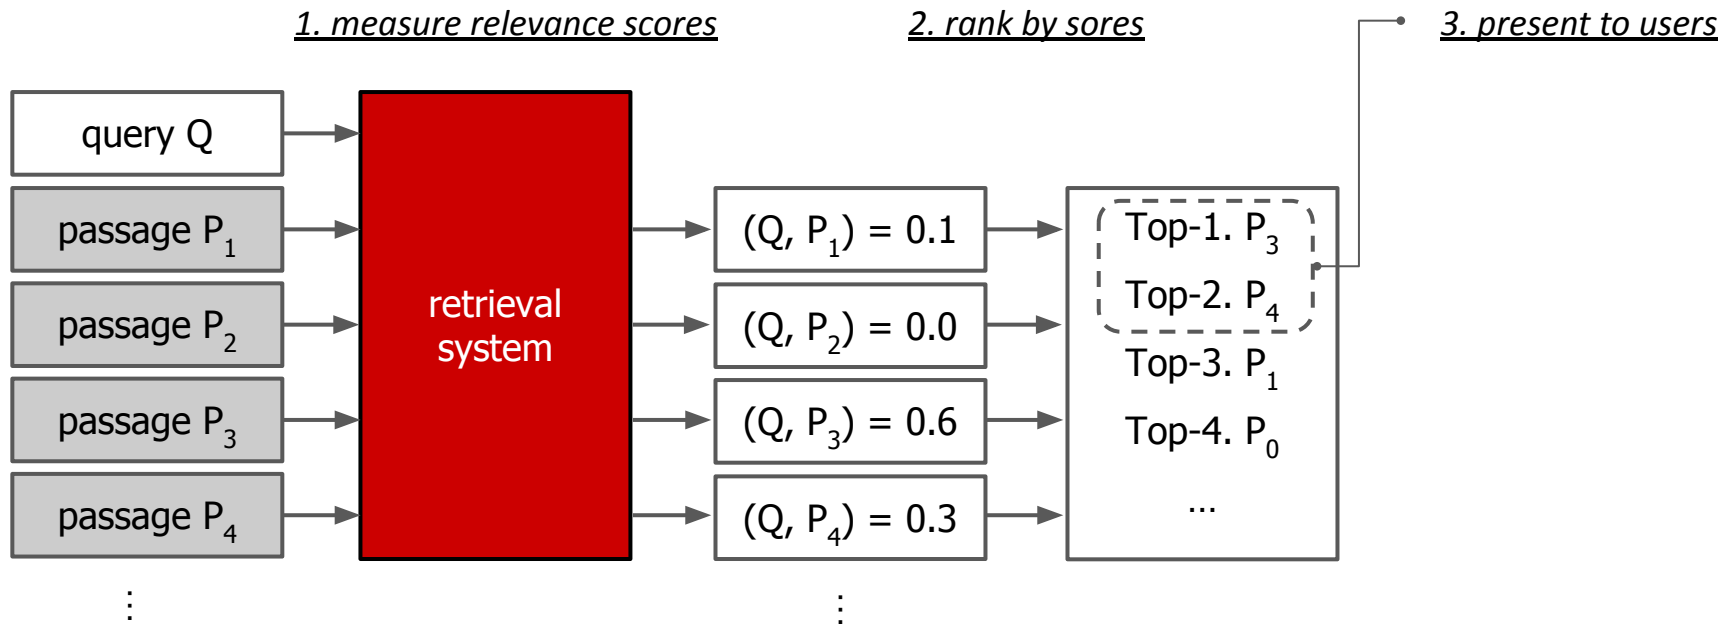 1. measure relevance scores
2. rank by sores
3. present to users
query Q
passage P₁
passage P₂
passage P₃
passage P₄
⋮
retrieval
system
(Q, P₁) = 0.1
(Q, P₂) = 0.0
(Q, P₃) = 0.6
(Q, P₄) = 0.3
⋮
Top-1. P₃
Top-2. P₄
Top-3. P₁
Top-4. P₀
...